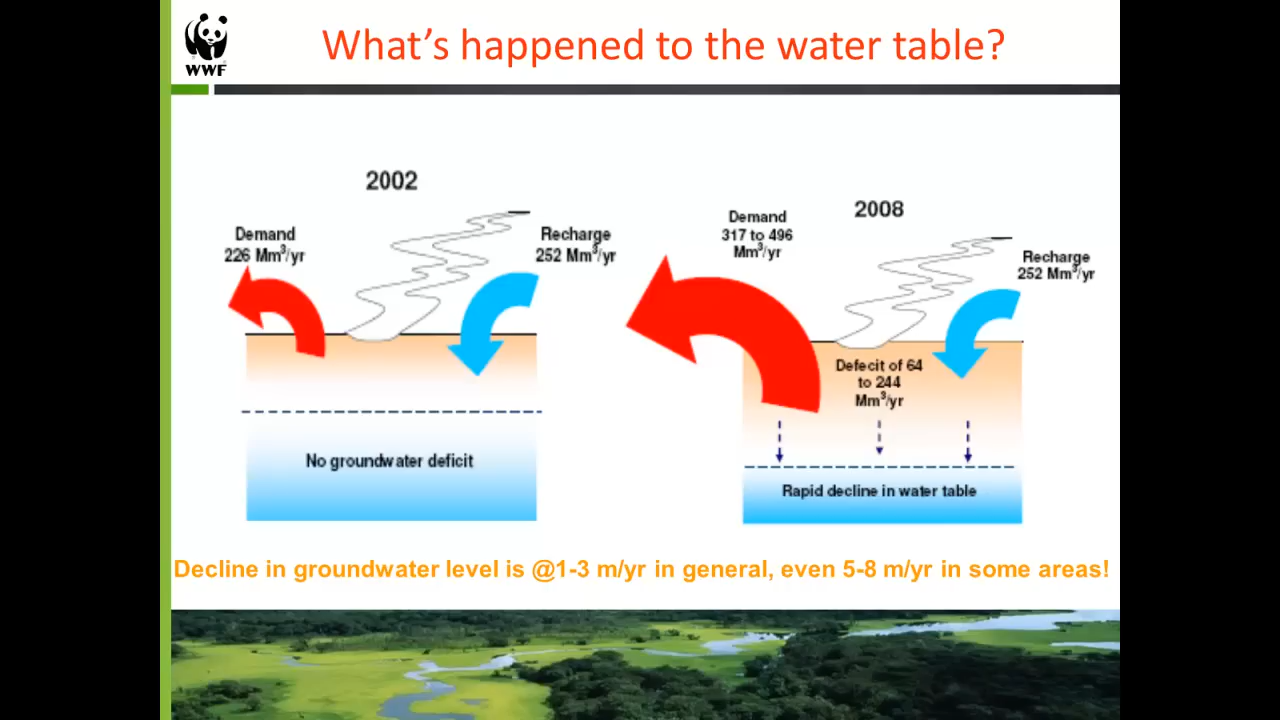 WWF
What's happened to the water table?
2002
Demand
226 Mm³/yr
Recharge
252 Mm³/yr
No groundwater deficit
2008
Demand
317 to 496
Mm³/yr
Recharge
252 Mm³/yr
Defecit of 64
to 244
Mm³/yr
Rapid decline in water table
Decline in groundwater level is @1-3 m/yr in general, even 5-8 m/yr in some areas!